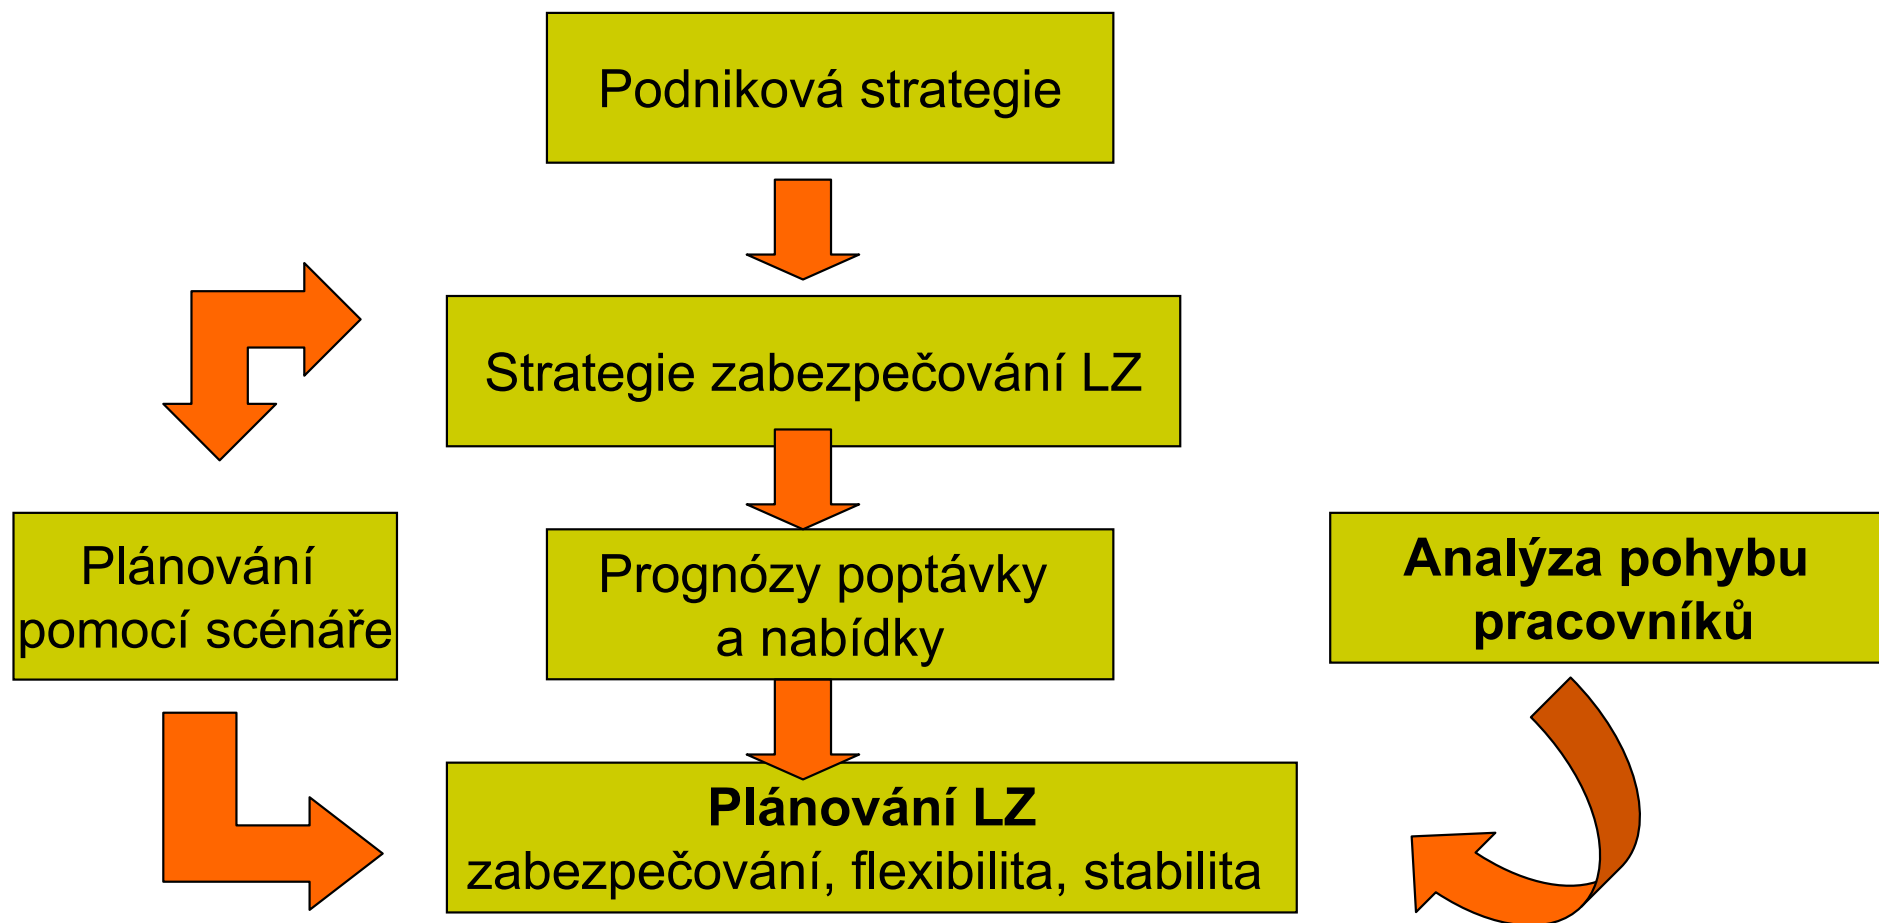 Podniková strategie
Strategie zabezpečování LZ
Plánování
pomocí scénáře
Prognózy poptávky
a nabídky
Analýza pohybu
pracovníků
Plánování LZ
zabezpečování, flexibilita, stabilita